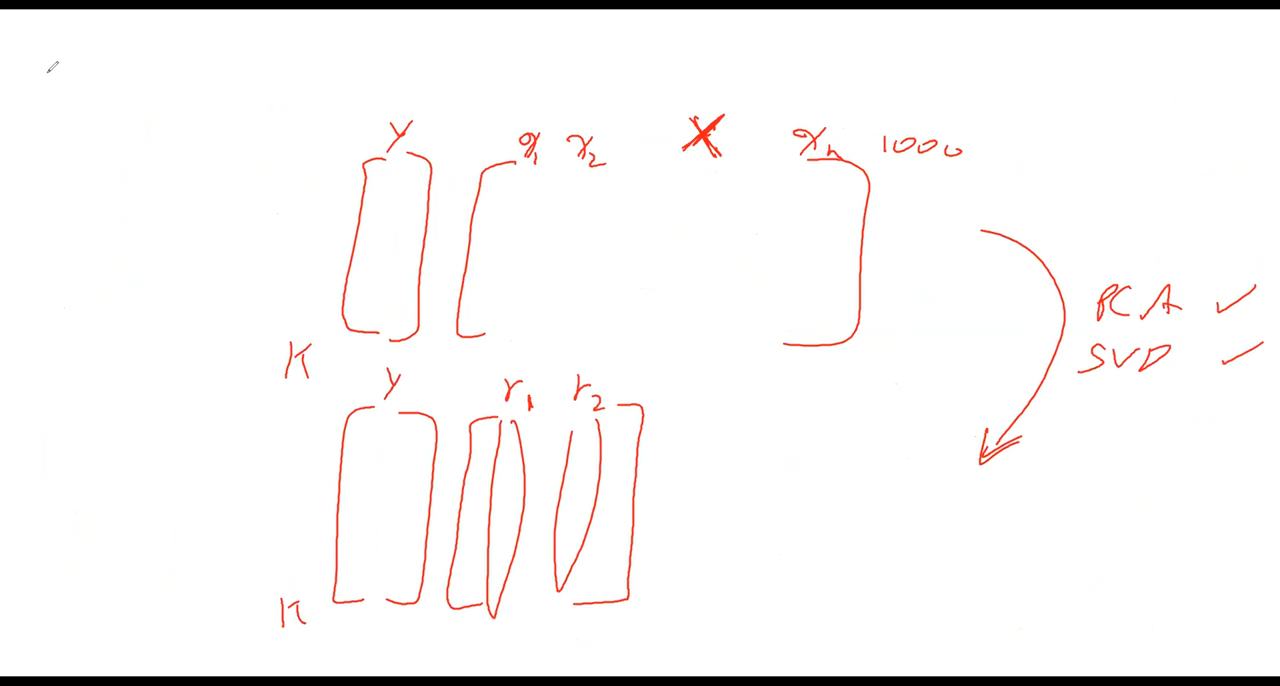 Y x₁ x₂ X xₙ 1000
PCA ✓
SVD ✓
K
Y r₁ r₂
K